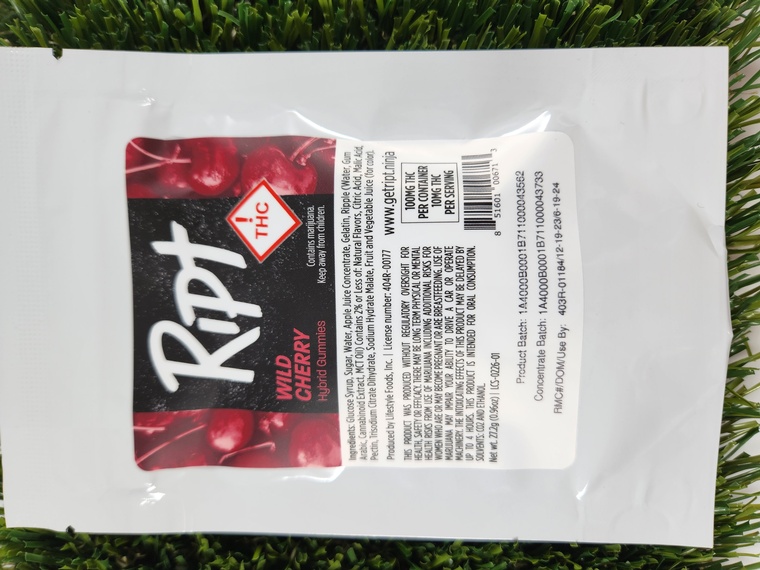 Ript
! THC
WILD
CHERRY
Hybrid Gummies
Contains marijuana.
Keep away from children.
Ingredients: Glucose Syrup, Sugar, Water, Apple Juice Concentrate, Gelatin, Ripple (Water, Gum
Arabic, Cannabinoid Extract, MCT Oil) Contains 2% or Less of: Natural Flavors, Citric Acid, Malic Acid,
Pectin, Trisodium Citrate Dihydrate, Sodium Hydrate Malate, Fruit and Vegetable Juice (for color).
Produced by Lifestyle Foods, Inc. | License number: 404R-00177
www.getript.ninja
THIS PRODUCT WAS PRODUCED WITHOUT REGULATORY OVERSIGHT FOR
HEALTH, SAFETY OR EFFICACY. THERE MAY BE LONG TERM PHYSICAL OR MENTAL
HEALTH RISKS FROM USE OF MARIJUANA INCLUDING ADDITIONAL RISKS FOR
WOMEN WHO ARE OR MAY BECOME PREGNANT OR ARE BREASTFEEDING. USE OF
MARIJUANA MAY IMPAIR YOUR ABILITY TO DRIVE A CAR OR OPERATE
MACHINERY. THE INTOXICATING EFFECTS OF THIS PRODUCT MAY BE DELAYED BY
UP TO 4 HOURS. THIS PRODUCT IS INTENDED FOR ORAL CONSUMPTION.
SOLVENTS: CO2 AND ETHANOL.
Net wt. 27.2g (0.96oz) | LCS-0226-01
100MG THC
PER CONTAINER
10MG THC
PER SERVING
8 51601 00671 3
Product Batch: 1A4000B0001B711000043562
Concentrate Batch: 1A4000B0001B711000043733
RMC#/DOM/Use By: 403R-01184/12-19-23/6-19-24